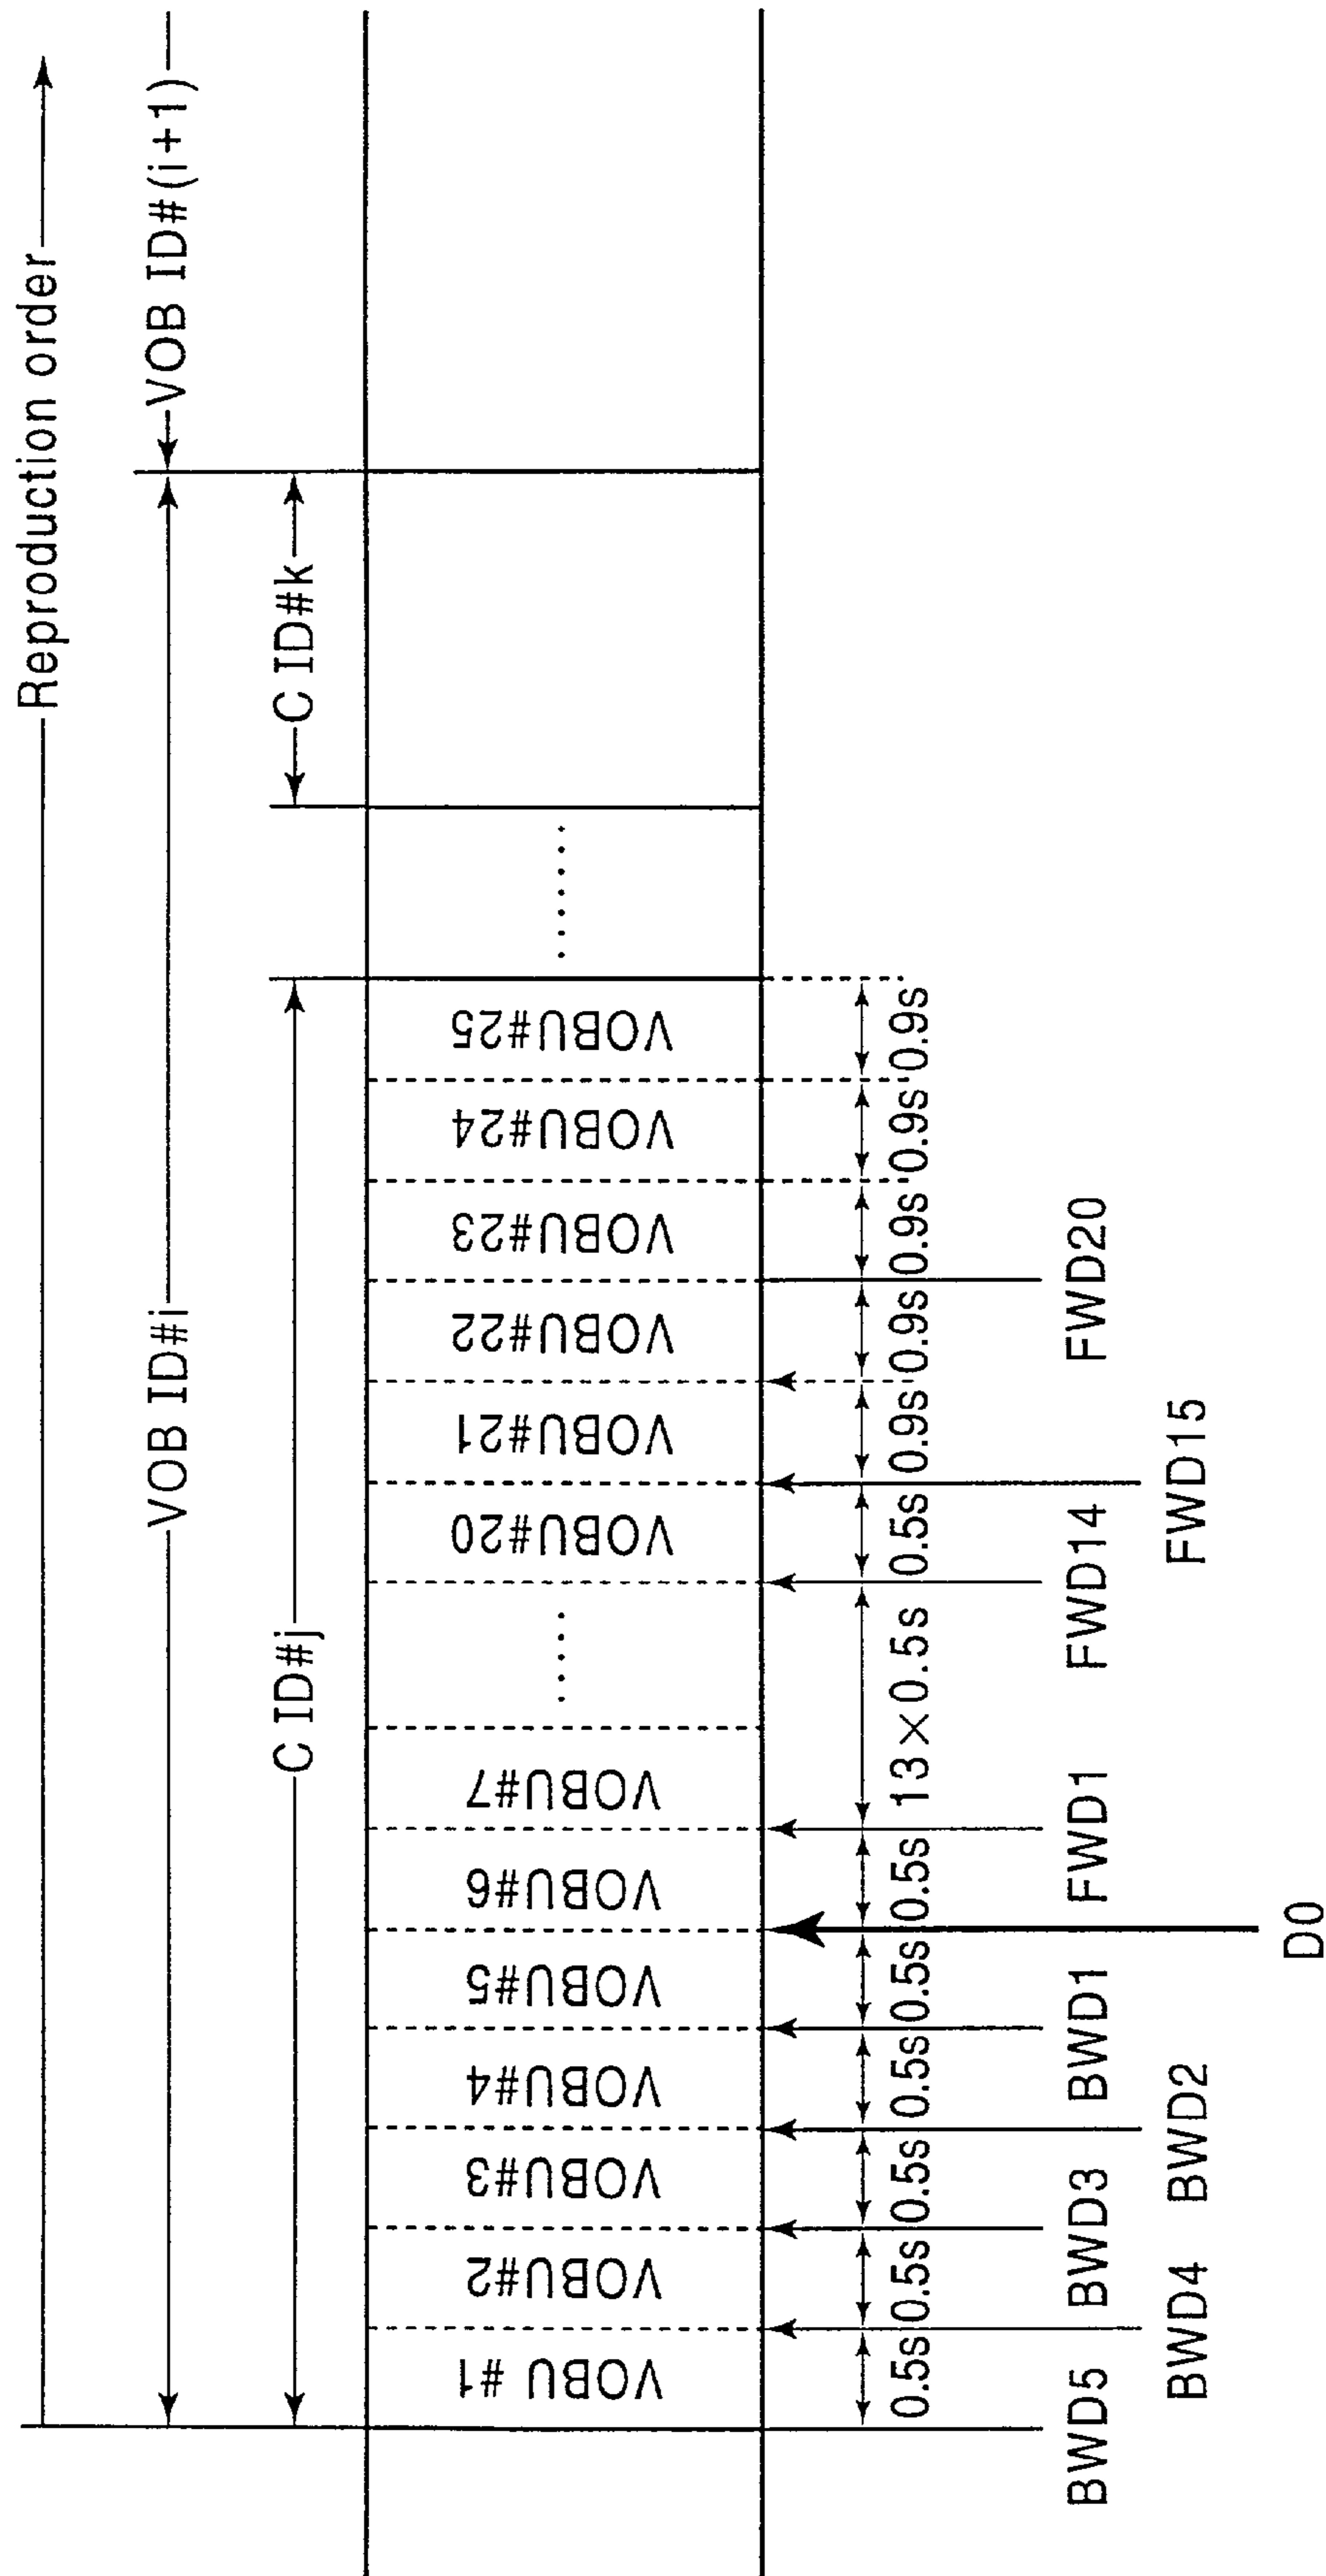 Reproduction order
VOB ID#i
VOB ID#(i+1)
C ID#j
C ID#k
VOBU #1
VOBU#2
VOBU#3
VOBU#4
VOBU#5
VOBU#6
VOBU#7
......
VOBU#20
VOBU#21
VOBU#22
VOBU#23
VOBU#24
VOBU#25
.......
0.5s
0.5s
0.5s
0.5s
0.5s
0.5s
13×0.5s
0.5s
0.9s
0.9s
0.9s
0.9s
0.9s
BWD5
BWD3
BWD1
FWD1
FWD14
FWD20
BWD4
BWD2
FWD15
D0